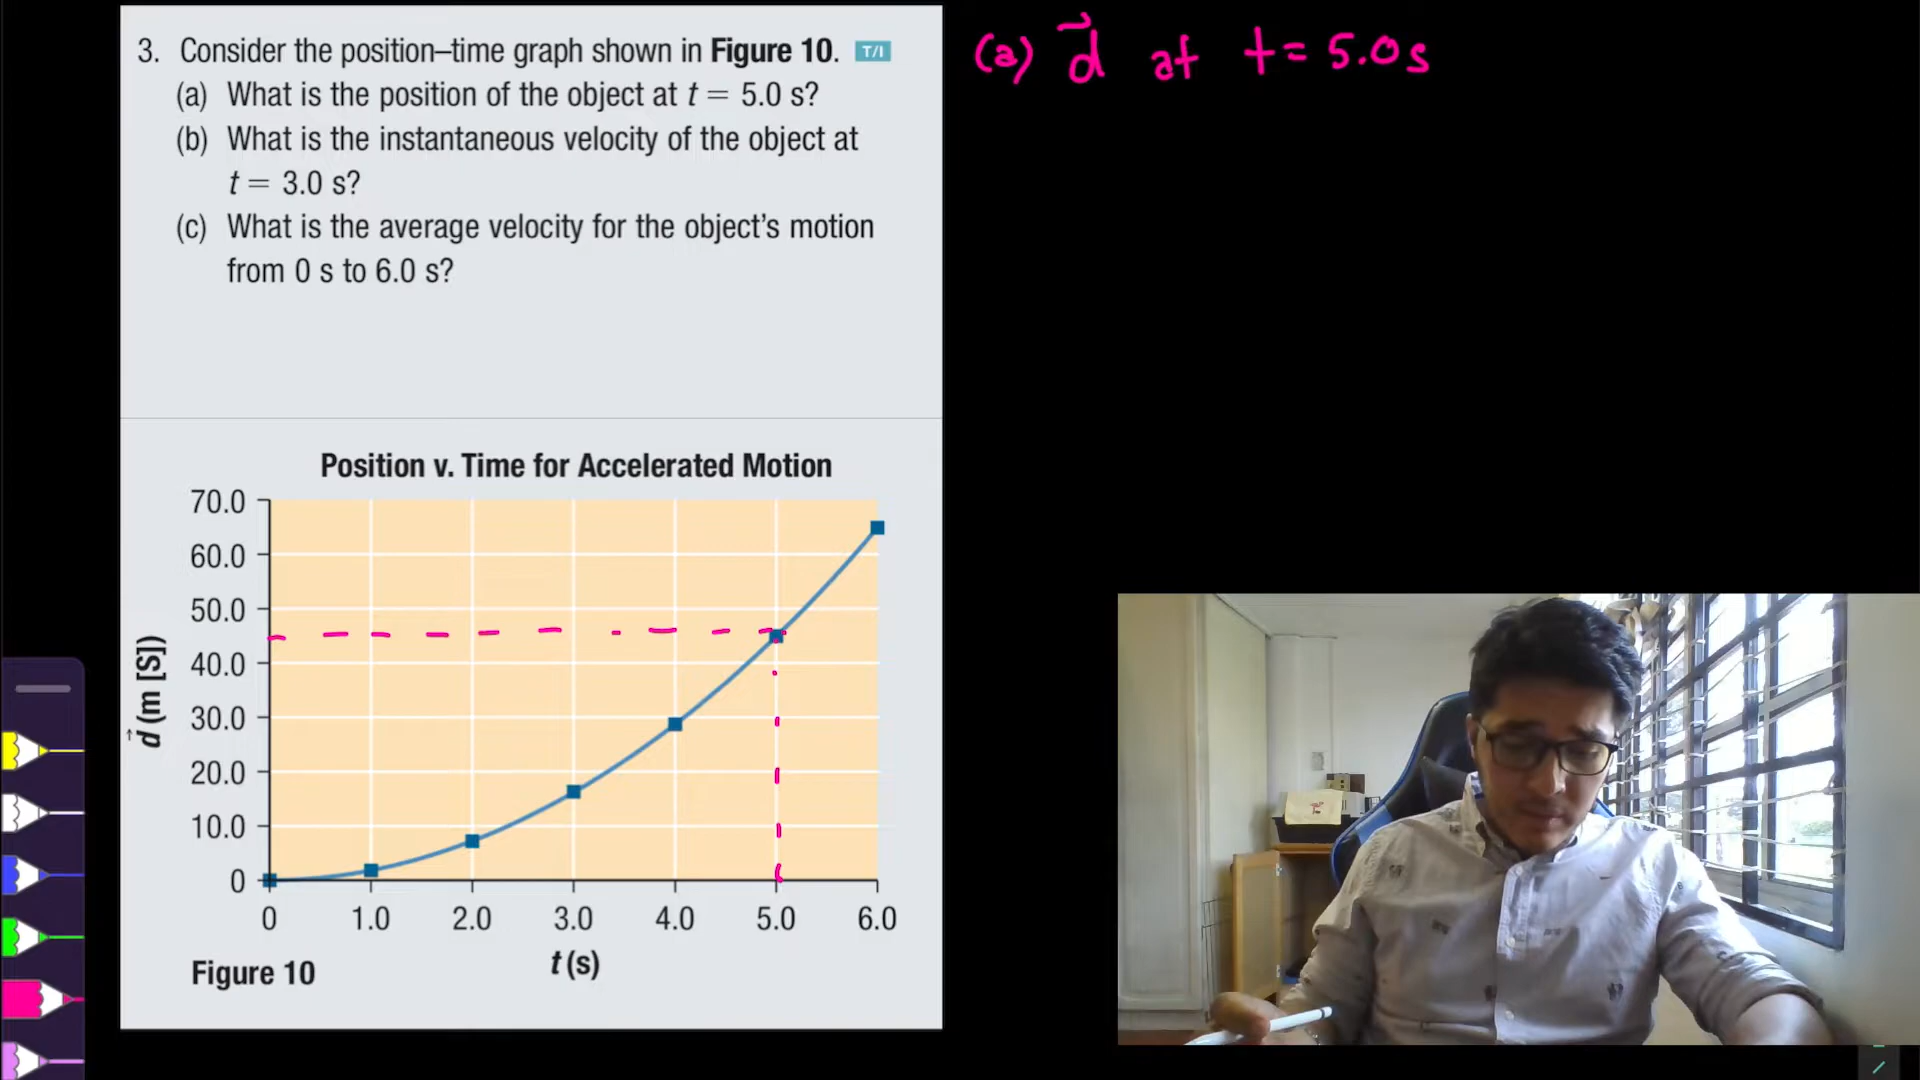 3. Consider the position–time graph shown in Figure 10. T/I
(a) What is the position of the object at t = 5.0 s?
(b) What is the instantaneous velocity of the object at
t = 3.0 s?
(c) What is the average velocity for the object's motion
from 0 s to 6.0 s?
(a) d⃗ at t = 5.0 s
Position v. Time for Accelerated Motion
70.0
60.0
50.0
40.0
30.0
20.0
10.0
0
d⃗ (m [S])
0 1.0 2.0 3.0 4.0 5.0 6.0
t (s)
Figure 10